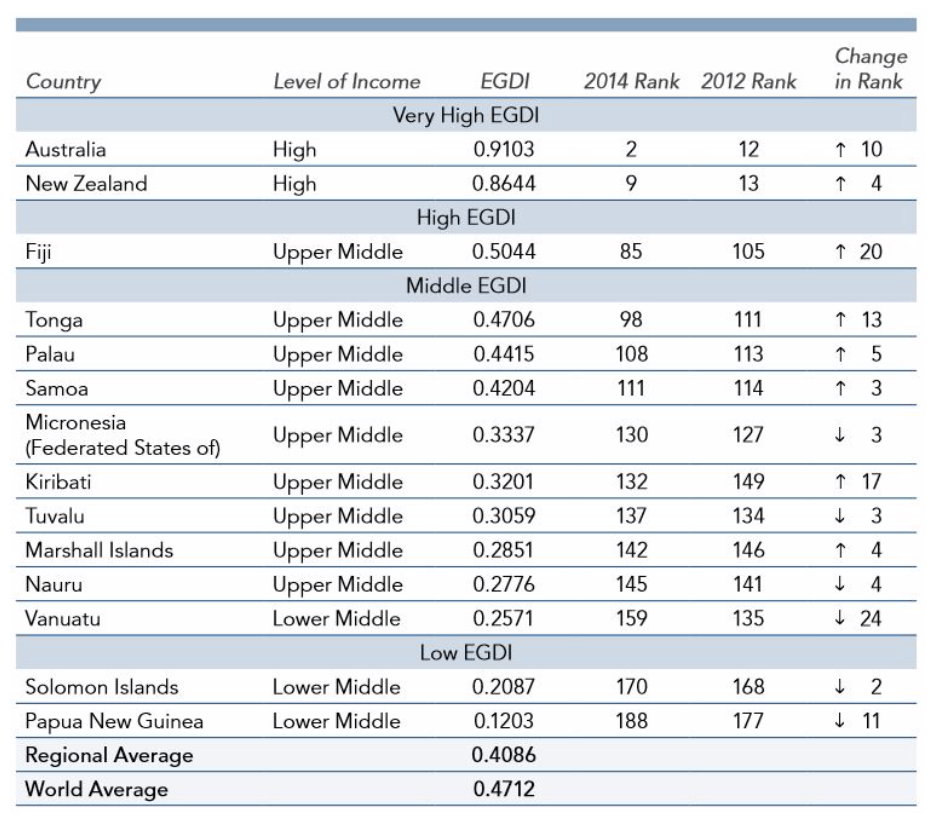 Country Level of Income EGDI 2014 Rank 2012 Rank Change in Rank
Very High EGDI
Australia High 0.9103 2 12 ↑ 10
New Zealand High 0.8644 9 13 ↑ 4
High EGDI
Fiji Upper Middle 0.5044 85 105 ↑ 20
Middle EGDI
Tonga Upper Middle 0.4706 98 111 ↑ 13
Palau Upper Middle 0.4415 108 113 ↑ 5
Samoa Upper Middle 0.4204 111 114 ↑ 3
Micronesia
(Federated States of) Upper Middle 0.3337 130 127 ↓ 3
Kiribati Upper Middle 0.3201 132 149 ↑ 17
Tuvalu Upper Middle 0.3059 137 134 ↓ 3
Marshall Islands Upper Middle 0.2851 142 146 ↑ 4
Nauru Upper Middle 0.2776 145 141 ↓ 4
Vanuatu Lower Middle 0.2571 159 135 ↓ 24
Low EGDI
Solomon Islands Lower Middle 0.2087 170 168 ↓ 2
Papua New Guinea Lower Middle 0.1203 188 177 ↓ 11
Regional Average 0.4086
World Average 0.4712